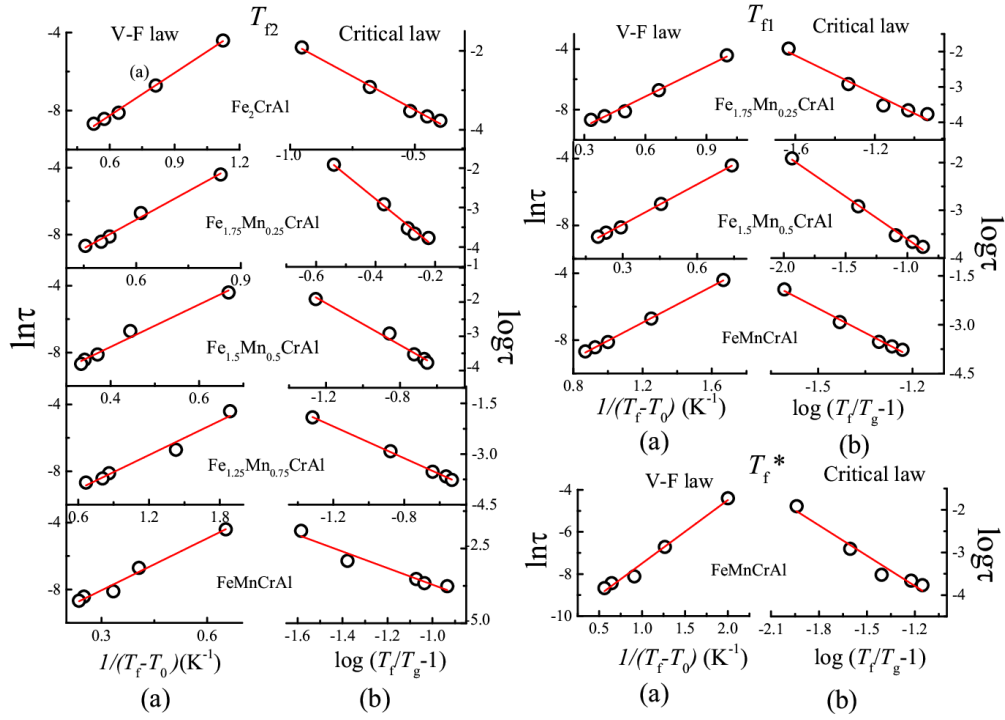 T_f2
V-F law
Critical law
-4
-8
(a)
Fe2CrAl
-2
-4
0.6 0.9 1.2
-1.0 -0.5
-4
-8
Fe1.75Mn0.25CrAl
-2
-3
-4
0.6 0.9
-0.6 -0.4 -0.2
-1
-8
Fe1.5Mn0.5CrAl
-2
-3
-4
0.4 0.6
-1.2 -0.8
-1.5
-8
Fe1.25Mn0.75CrAl
-3.0
-4.5
0.6 1.2 1.8
-1.2 -0.8
-4
-8
FeMnCrAl
-2.5
-5.0
0.3 0.6
-1.6 -1.4 -1.2 -1.0
lnτ
logτ
1/(Tf-T0) (K-1)
log (Tf/Tg-1)
(a)
(b)
T_f1
V-F law
Critical law
-4
-8
Fe1.75Mn0.25CrAl
-1
-2
-3
-4
0.3 0.6 0.9
-1.6 -1.2
-4
-8
Fe1.5Mn0.5CrAl
-2
-3
-4
0.3 0.6
-2.0 -1.5 -1.0
-4
-8
FeMnCrAl
-1.5
-3.0
-4.5
0.8 1.2 1.6
-1.5 -1.2
lnτ
logτ
1/(Tf-T0) (K-1)
log (Tf/Tg-1)
(a)
(b)
T_f*
V-F law
Critical law
-4
-6
-8
-10
lnτ
FeMnCrAl
-2
-3
-4
logτ
0.5 1.0 1.5 2.0
-2.1 -1.8 -1.5 -1.2
1/(Tf-T0) (K-1)
log (Tf/Tg-1)
(a)
(b)